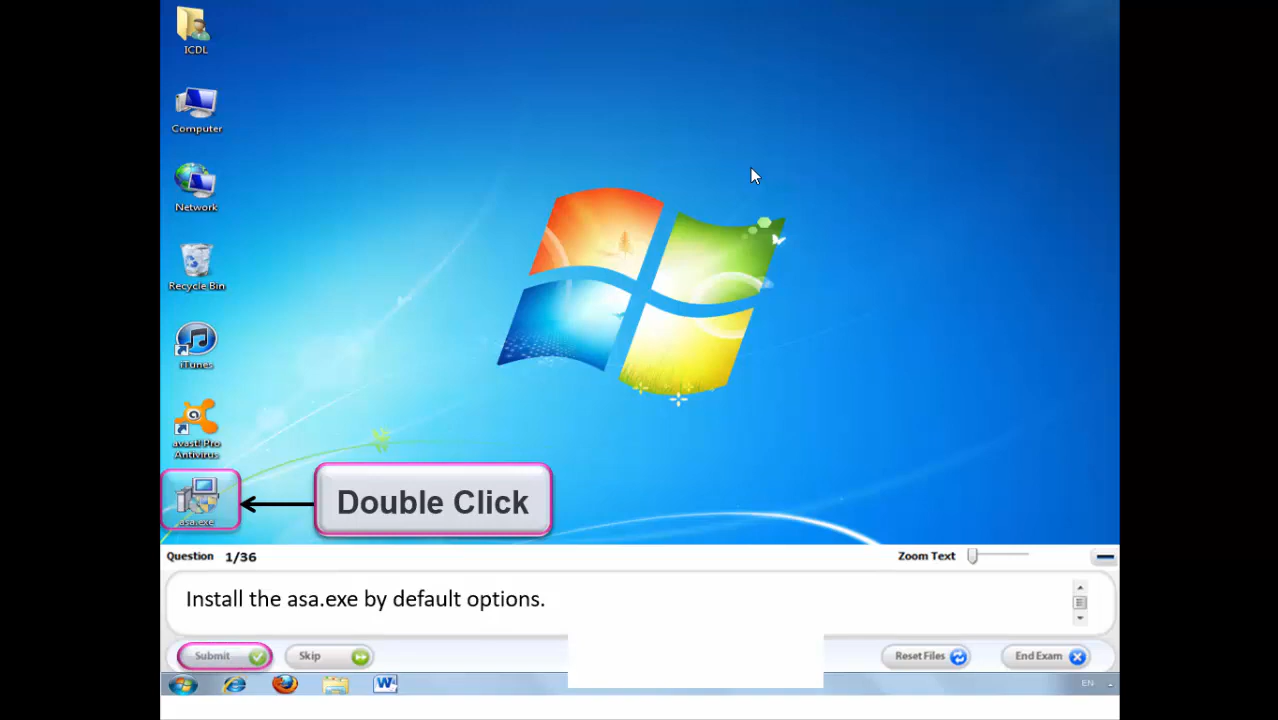 ICDL
Computer
Network
Recycle Bin
iTunes
avast! Pro
Antivirus
asa.exe
Double Click
Question 1/36
Zoom Text
Install the asa.exe by default options.
Submit
Skip
Reset Files
End Exam
EN